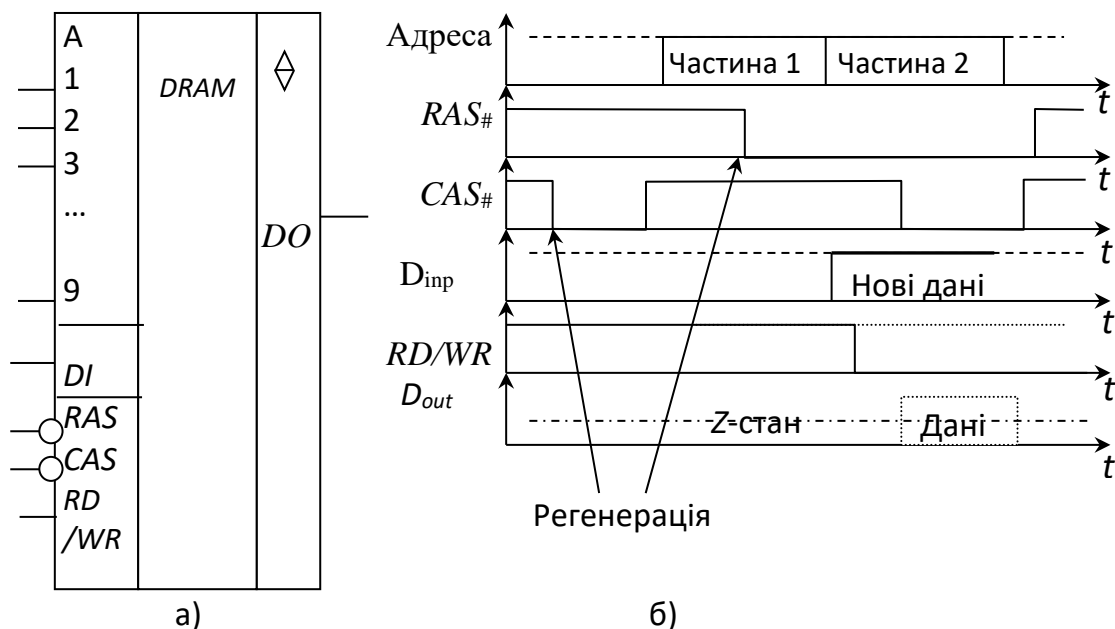 A
1
2
3
...
9
DI
RAS
CAS
RD
/WR
DRAM
DO
а)
Адреса
Частина 1
Частина 2
t
RAS#
t
CAS#
t
Dinp
Нові дані
t
RD/WR
t
Dout
Z-стан
Дані
t
Регенерація
б)